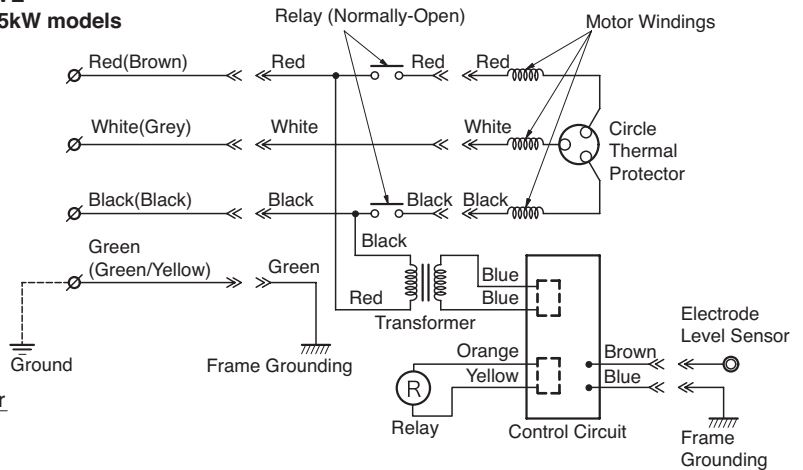 5kW models
Relay (Normally-Open)
Motor Windings
Red(Brown)
Red
Red
Red
White(Grey)
White
White
Circle
Thermal
Protector
Black(Black)
Black
Black
Black
Green
(Green/Yellow)
Green
Black
Red
Blue
Blue
Transformer
Ground
Frame Grounding
Electrode
Level Sensor
Orange
Yellow
Brown
Blue
R
Relay
Control Circuit
Frame
Grounding